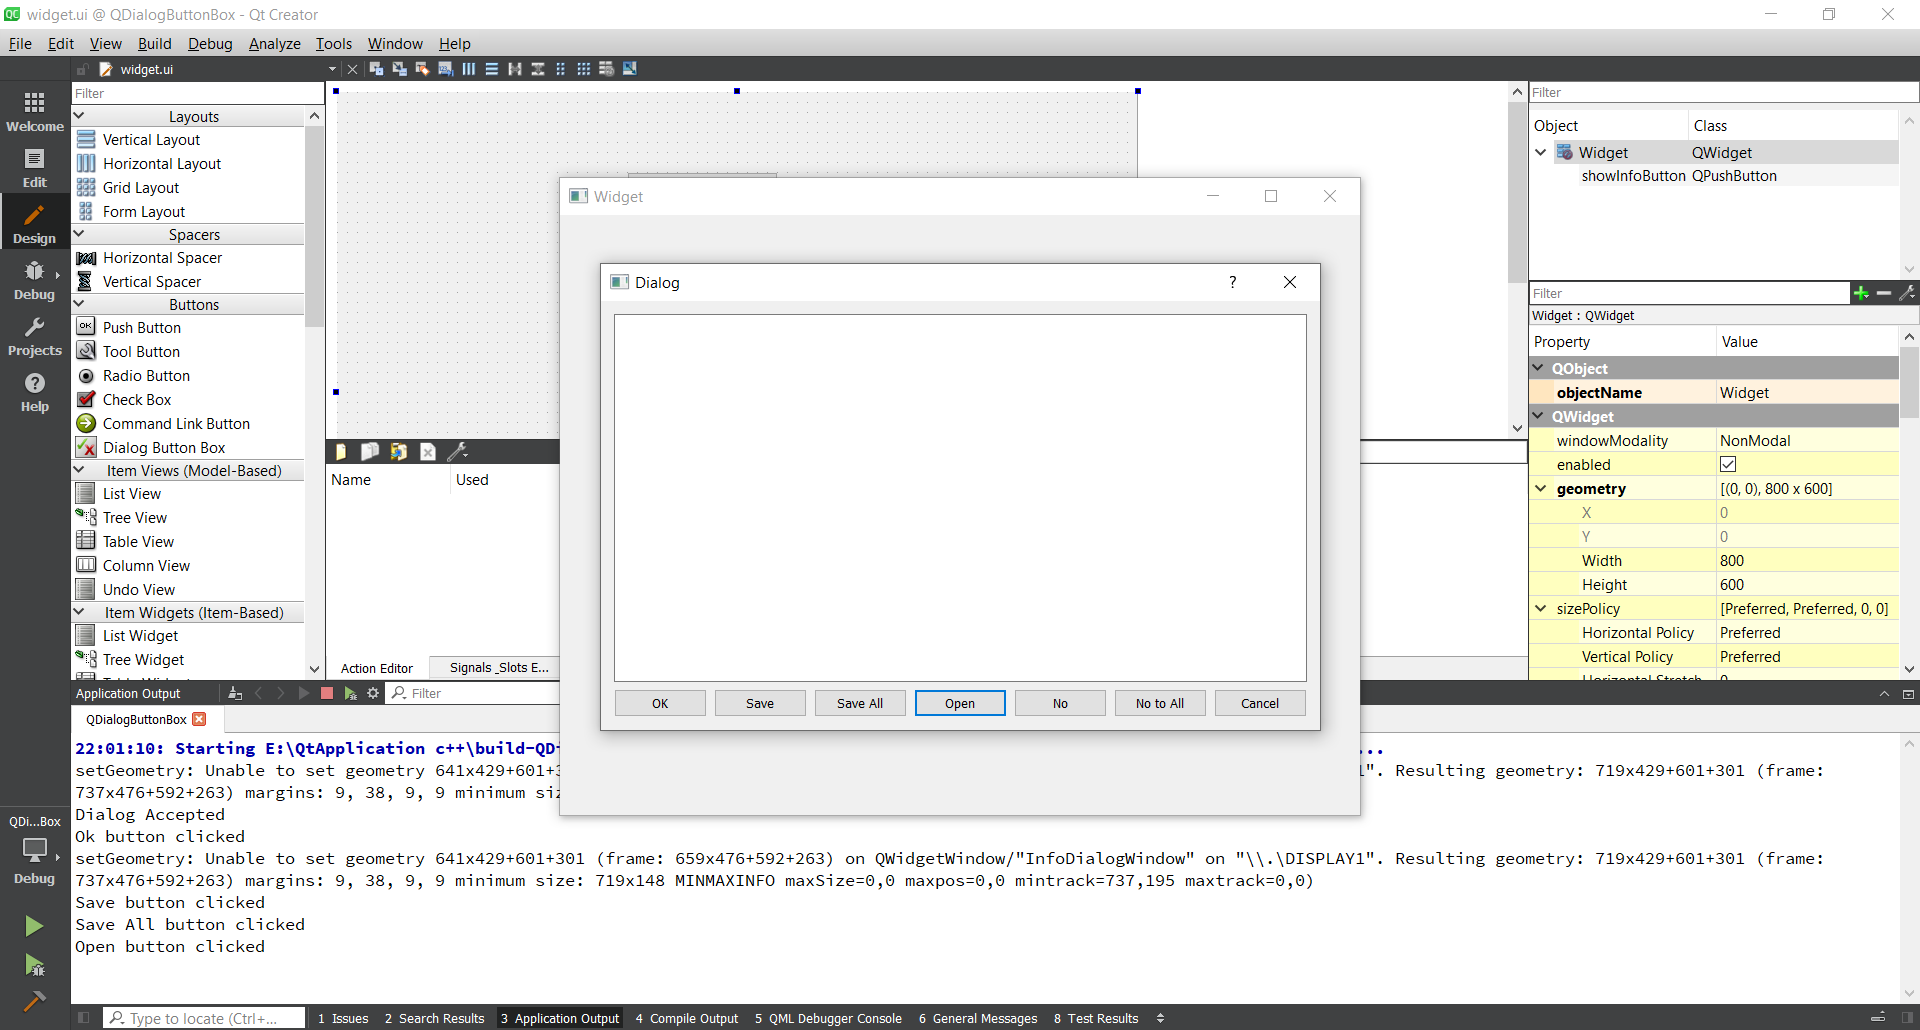 widget.ui @ QDialogButtonBox - Qt Creator
File Edit View Build Debug Analyze Tools Window Help
widget.ui
Welcome
Edit
Design
Debug
Projects
Help
QDi...Box
Debug
Filter
Layouts
Vertical Layout
Horizontal Layout
Grid Layout
Form Layout
Spacers
Horizontal Spacer
Vertical Spacer
Buttons
Push Button
Tool Button
Radio Button
Check Box
Command Link Button
Dialog Button Box
Item Views (Model-Based)
List View
Tree View
Table View
Column View
Undo View
Item Widgets (Item-Based)
List Widget
Tree Widget
Name Used
Action Editor Signals _Slots E...
Widget
Dialog
?
OK Save Save All Open No No to All Cancel
Filter
Object Class
Widget QWidget
showInfoButton QPushButton
Filter
Widget : QWidget
Property Value
QObject
objectName Widget
QWidget
windowModality NonModal
enabled
geometry [(0, 0), 800 x 600]
X 0
Y 0
Width 800
Height 600
sizePolicy [Preferred, Preferred, 0, 0]
Horizontal Policy Preferred
Vertical Policy Preferred
Horizontal Stretch 0
Application Output Filter
QDialogButtonBox
22:01:10: Starting E:\QtApplication c++\build-QD ...
setGeometry: Unable to set geometry 641x429+601+3 1". Resulting geometry: 719x429+601+301 (frame:
737x476+592+263) margins: 9, 38, 9, 9 minimum siz
Dialog Accepted
Ok button clicked
setGeometry: Unable to set geometry 641x429+601+301 (frame: 659x476+592+263) on QWidgetWindow/"InfoDialogWindow" on "\\.\DISPLAY1". Resulting geometry: 719x429+601+301 (frame:
737x476+592+263) margins: 9, 38, 9, 9 minimum size: 719x148 MINMAXINFO maxSize=0,0 maxpos=0,0 mintrack=737,195 maxtrack=0,0)
Save button clicked
Save All button clicked
Open button clicked
Type to locate (Ctrl+... 1 Issues 2 Search Results 3 Application Output 4 Compile Output 5 QML Debugger Console 6 General Messages 8 Test Results